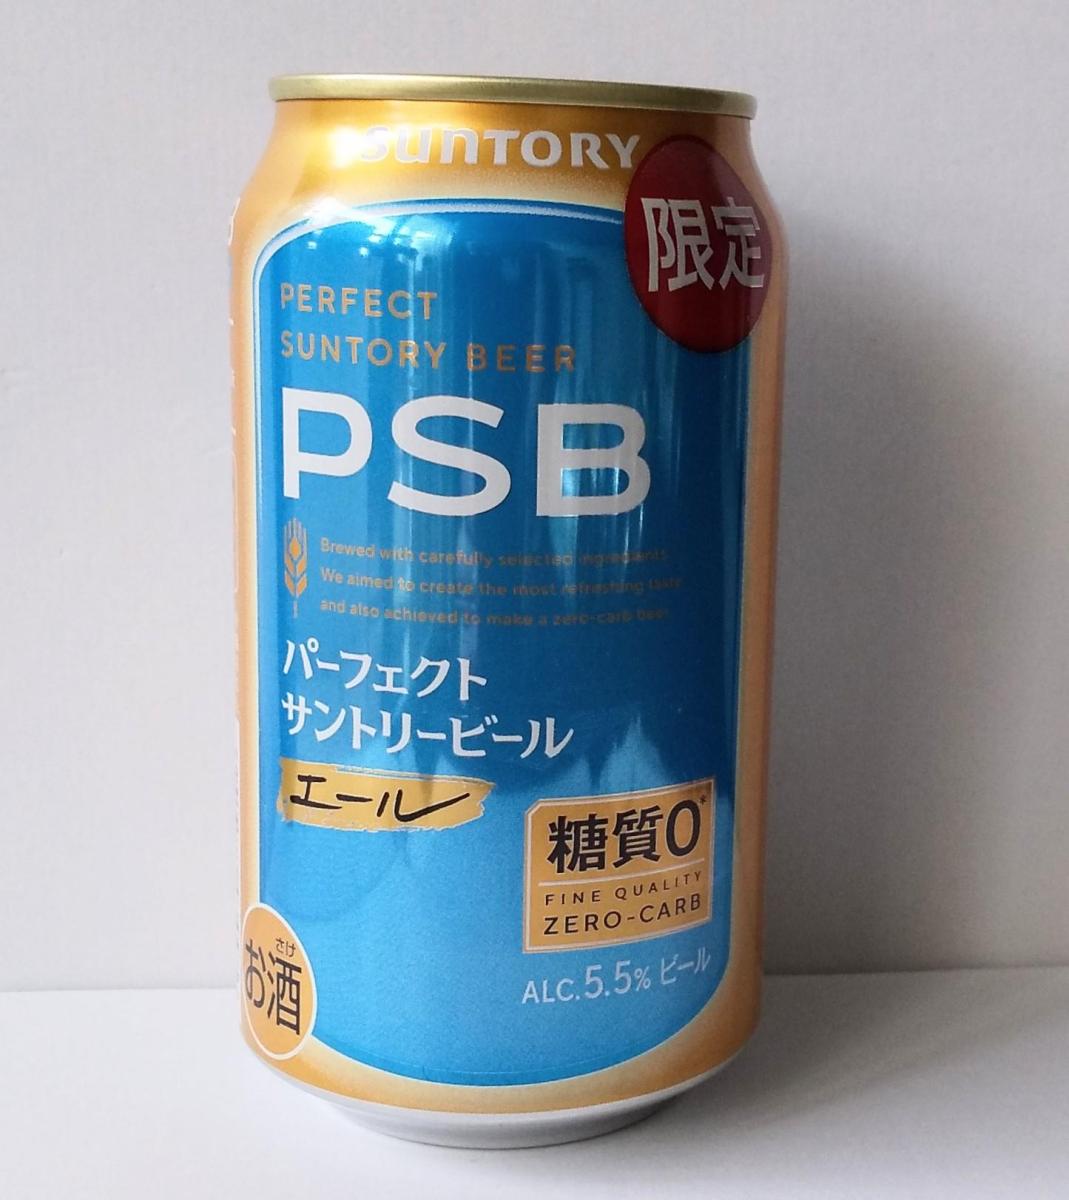 SUNTORY
限定
PERFECT
SUNTORY BEER
PSB
Brewed with carefully selected ingredients.
We aimed to create the most refreshing taste
and also achieved to make a zero-carb beer.
パーフェクト
サントリービール
エール
糖質0*
FINE QUALITY
ZERO-CARB
ALC.5.5% ビール
さけ
お酒